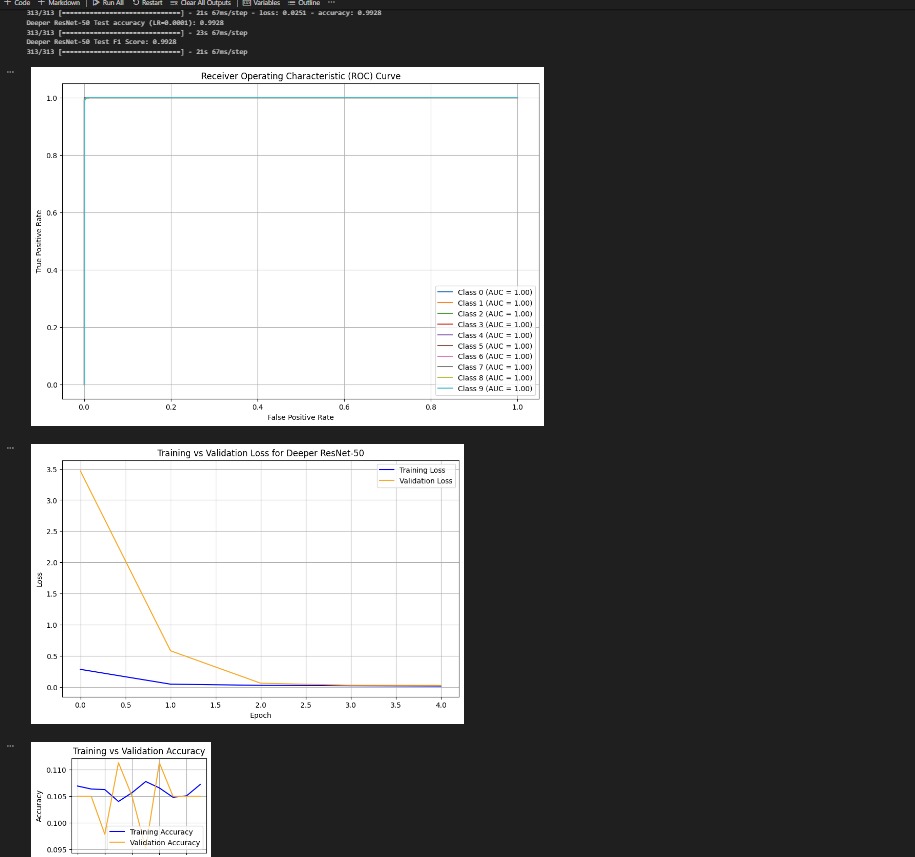 + Code + Markdown | Run All Restart Clear All Outputs | Variables Outline ...
313/313 [==============================] - 21s 67ms/step - loss: 0.0251 - accuracy: 0.9928
Deeper ResNet-50 Test accuracy (LR=0.0001): 0.9928
313/313 [==============================] - 23s 67ms/step
Deeper ResNet-50 Test F1 Score: 0.9928
313/313 [==============================] - 21s 67ms/step
...
Receiver Operating Characteristic (ROC) Curve
1.0
0.8
0.6
0.4
0.2
0.0
True Positive Rate
Class 0 (AUC = 1.00)
Class 1 (AUC = 1.00)
Class 2 (AUC = 1.00)
Class 3 (AUC = 1.00)
Class 4 (AUC = 1.00)
Class 5 (AUC = 1.00)
Class 6 (AUC = 1.00)
Class 7 (AUC = 1.00)
Class 8 (AUC = 1.00)
Class 9 (AUC = 1.00)
0.0 0.2 0.4 0.6 0.8 1.0
False Positive Rate
...
Training vs Validation Loss for Deeper ResNet-50
Training Loss
Validation Loss
3.5
3.0
2.5
2.0
1.5
1.0
0.5
0.0
Loss
0.0 0.5 1.0 1.5 2.0 2.5 3.0 3.5 4.0
Epoch
...
Training vs Validation Accuracy
0.110
0.105
0.100
0.095
Accuracy
Training Accuracy
Validation Accuracy